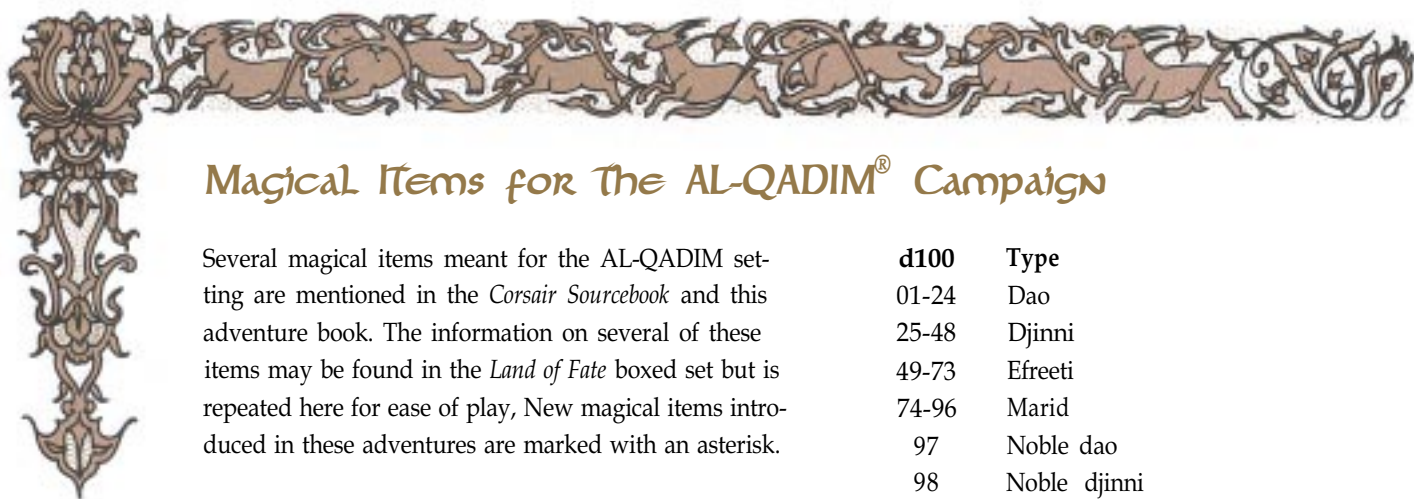 Magical Items for the AL-QADIM® Campaign
Several magical items meant for the AL-QADIM set-
ting are mentioned in the Corsair Sourcebook and this
adventure book. The information on several of these
items may be found in the Land of Fate boxed set but is
repeated here for ease of play, New magical items intro-
duced in these adventures are marked with an asterisk.
d100 Type
01-24 Dao
25-48 Djinni
49-73 Efreeti
74-96 Marid
97 Noble dao
98 Noble djinni